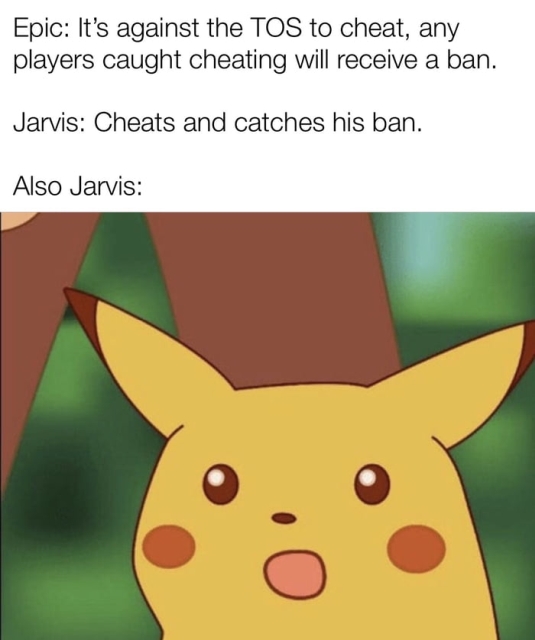 Epic: It’s against the TOS to cheat, any
players caught cheating will receive a ban.
Jarvis: Cheats and catches his ban.
Also Jarvis: